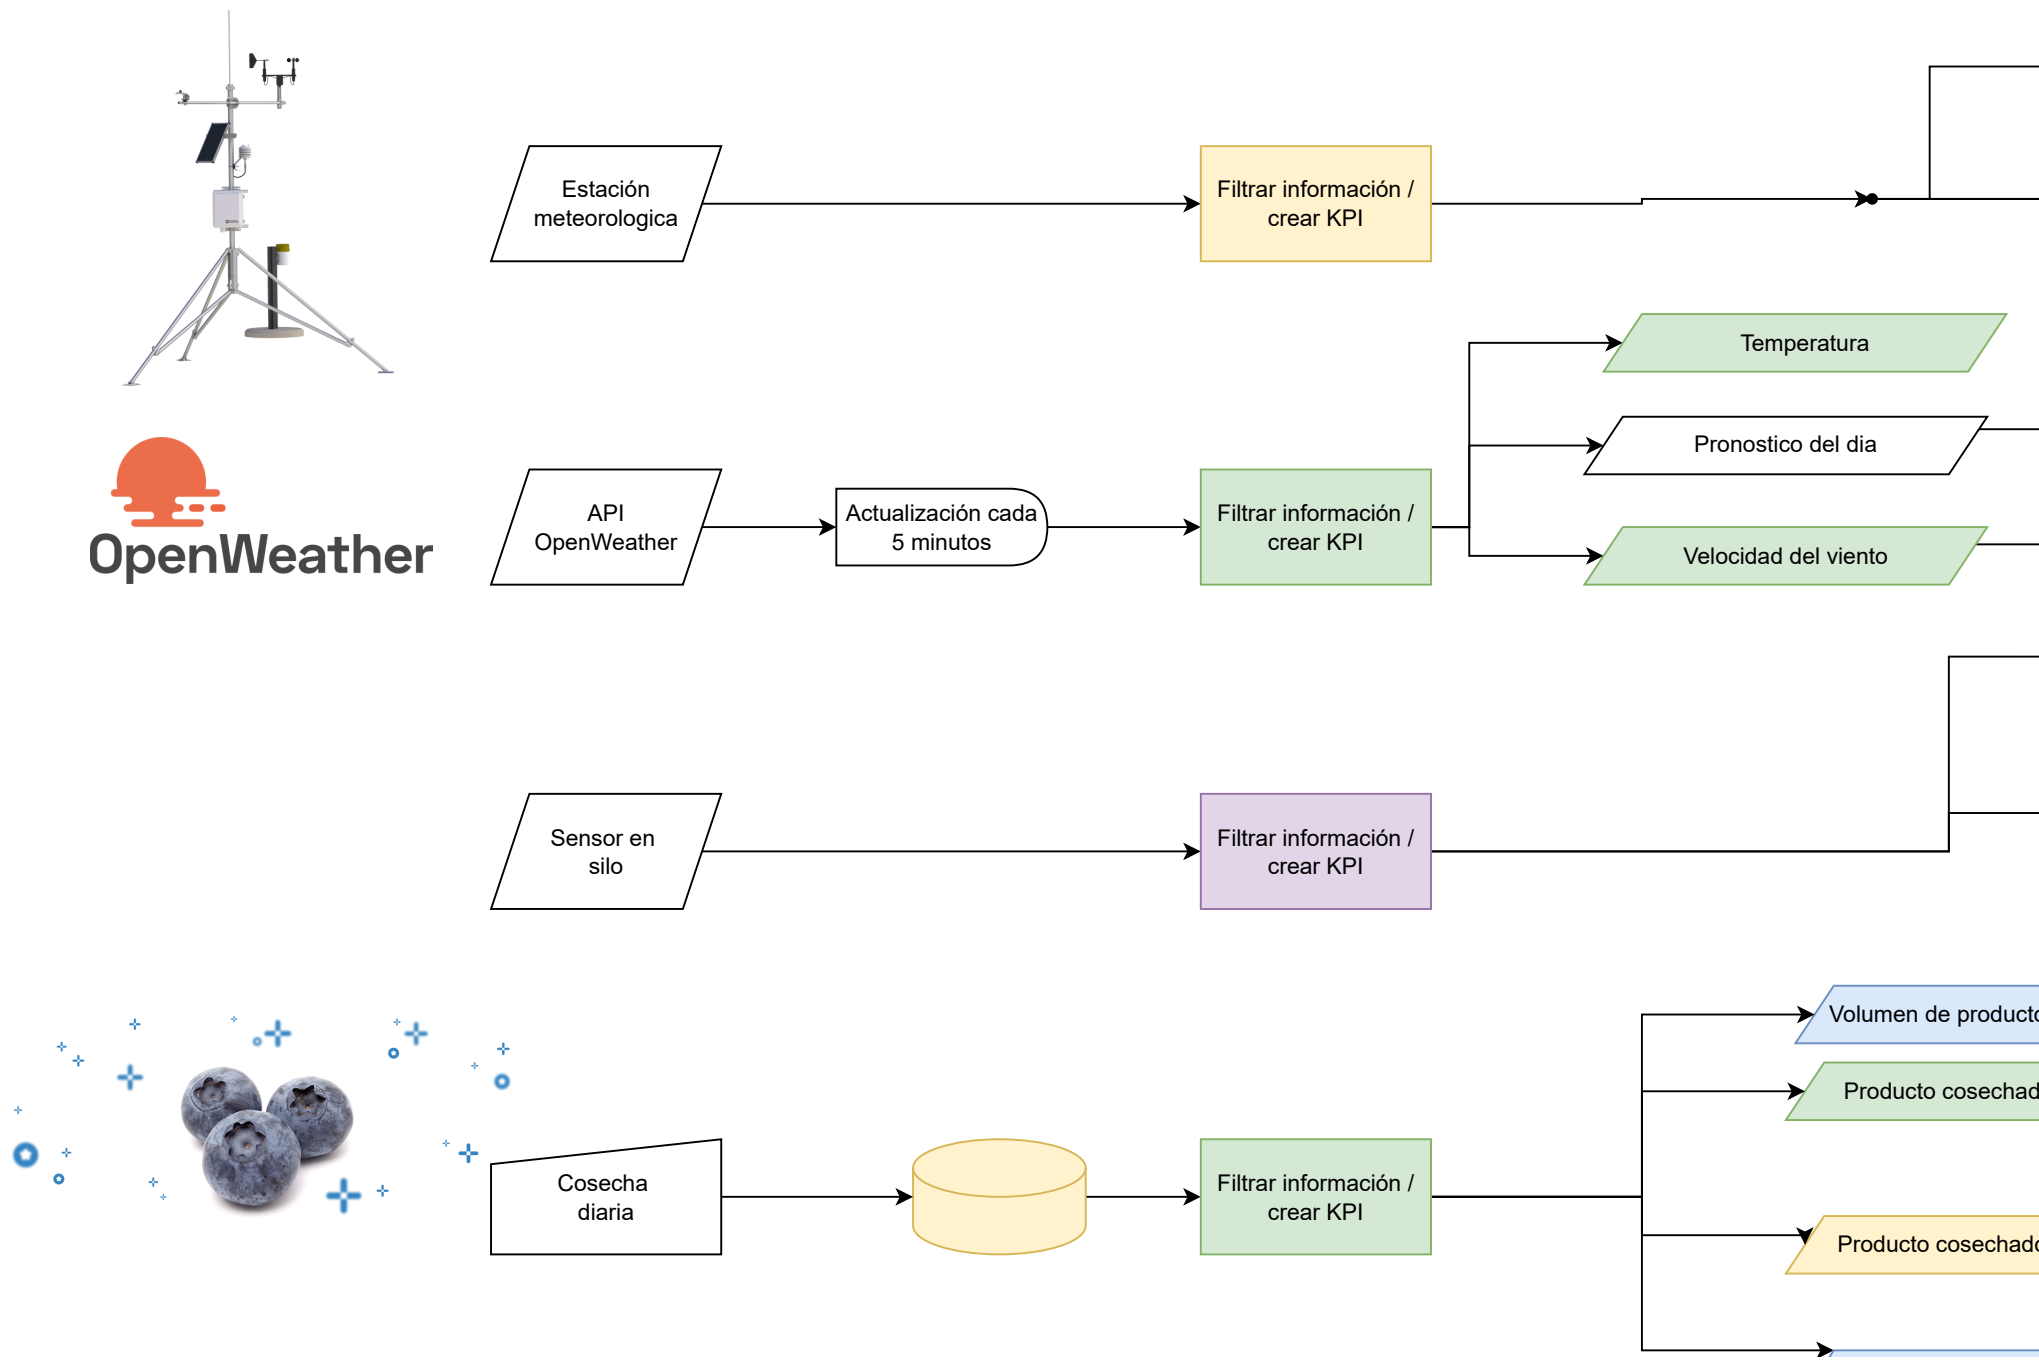 Estación
meteorologica
Filtrar información /
crear KPI
Temperatura
Pronostico del dia
OpenWeather
API
OpenWeather
Actualización cada
5 minutos
Filtrar información /
crear KPI
Velocidad del viento
Sensor en
silo
Filtrar información /
crear KPI
Volumen de producto
Producto cosechad
Cosecha
diaria
Filtrar información /
crear KPI
Producto cosechado